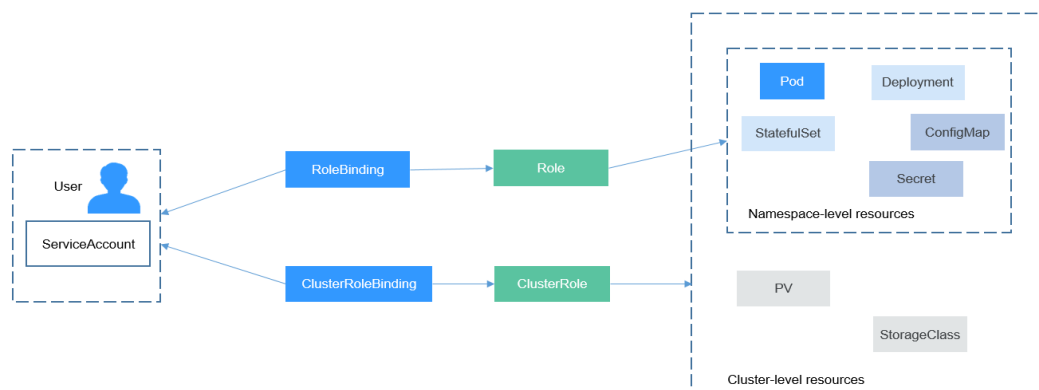 User
ServiceAccount
RoleBinding
Role
ClusterRoleBinding
ClusterRole
Pod
Deployment
StatefulSet
ConfigMap
Secret
Namespace-level resources
PV
StorageClass
Cluster-level resources